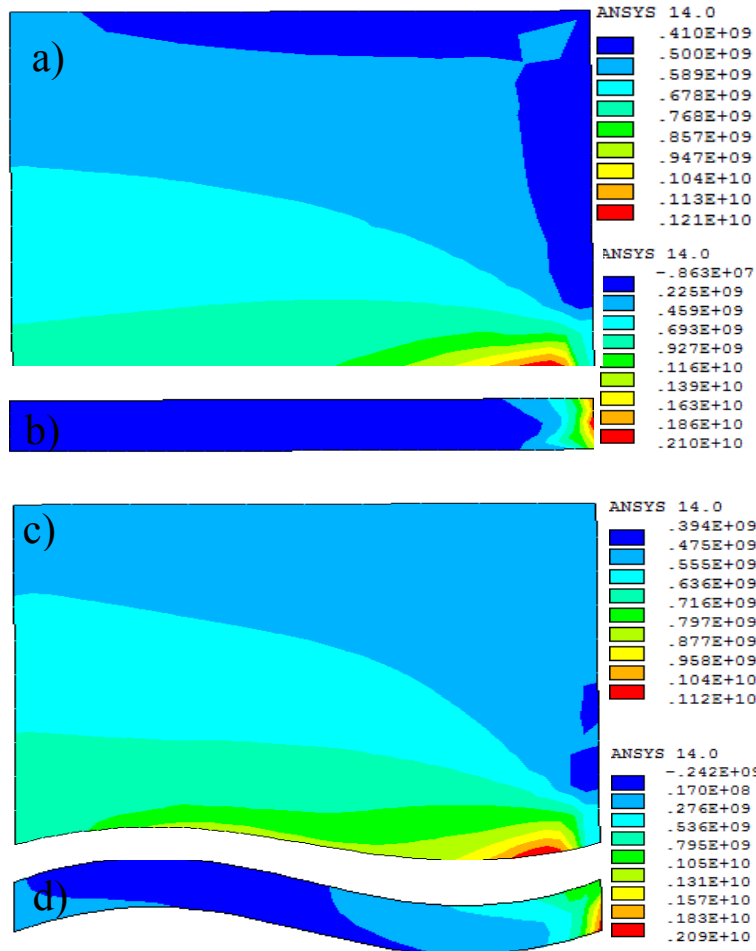 a)
ANSYS 14.0
.410E+09
.500E+09
.589E+09
.678E+09
.768E+09
.857E+09
.947E+09
.104E+10
.113E+10
.121E+10
b)
ANSYS 14.0
-.863E+07
.225E+09
.459E+09
.693E+09
.927E+09
.116E+10
.139E+10
.163E+10
.186E+10
.210E+10
c)
ANSYS 14.0
.394E+09
.475E+09
.555E+09
.636E+09
.716E+09
.797E+09
.877E+09
.958E+09
.104E+10
.112E+10
d)
ANSYS 14.0
-.242E+09
.170E+08
.276E+09
.536E+09
.795E+09
.105E+10
.131E+10
.157E+10
.183E+10
.209E+10